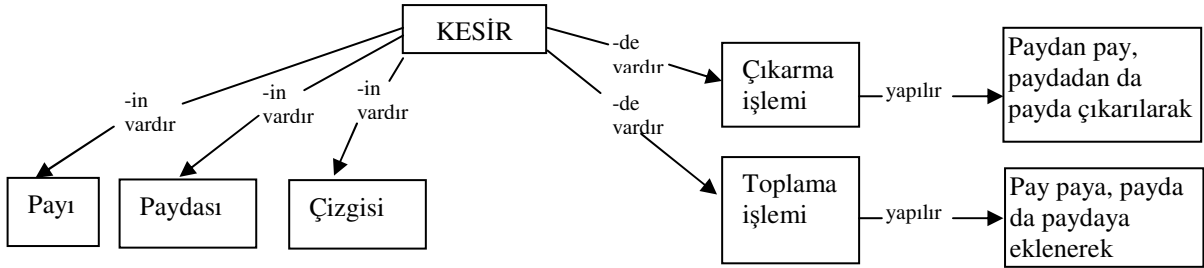 KESİR
-de
vardır
Çıkarma
işlemi
yapılır
Paydan pay,
paydadan da
payda çıkarılarak
-in
vardır
-in
vardır
-in
vardır
-de
vardır
Payı
Paydası
Çizgisi
Toplama
işlemi
yapılır
Pay paya, payda
da paydaya
eklenerek